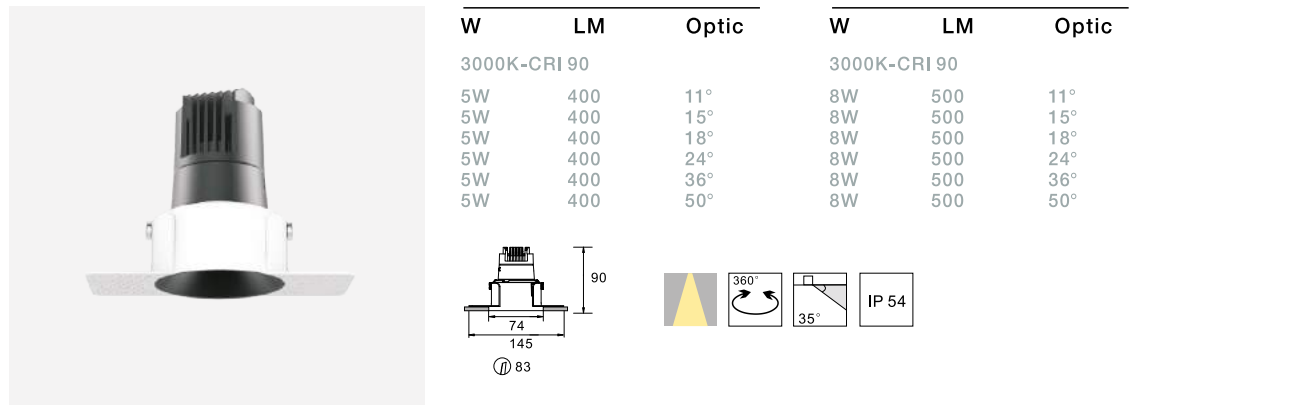 W LM Optic
3000K-CRI 90
5W 400 11°
5W 400 15°
5W 400 18°
5W 400 24°
5W 400 36°
5W 400 50°
W LM Optic
3000K-CRI 90
8W 500 11°
8W 500 15°
8W 500 18°
8W 500 24°
8W 500 36°
8W 500 50°
90
74
145
83
360°
35°
IP 54